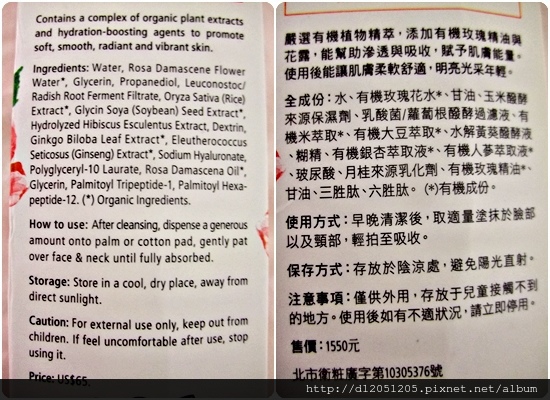 Contains a complex of organic plant extracts
and hydration-boosting agents to promote
soft, smooth, radiant and vibrant skin.
Ingredients: Water, Rosa Damascene Flower
Water*, Glycerin, Propanediol, Leuconostoc/
Radish Root Ferment Filtrate, Oryza Sativa (Rice)
Extract*, Glycin Soya (Soybean) Seed Extract*,
Hydrolyzed Hibiscus Esculentus Extract, Dextrin,
Ginkgo Biloba Leaf Extract*, Eleutherococcus
Seticosus (Ginseng) Extract*, Sodium Hyaluronate,
Polyglyceryl-10 Laurate, Rosa Damascena Oil*,
Glycerin, Palmitoyl Tripeptide-1, Palmitoyl Hexa-
peptide-12. (*) Organic Ingredients.
How to use: After cleansing, dispense a generous
amount onto palm or cotton pad, gently pat
over face & neck until fully absorbed.
Storage: Store in a cool, dry place, away from
direct sunlight.
Caution: For external use only, keep out from
children. If feel uncomfortable after use, stop
using it.
Price: US$65.
嚴選有機植物精萃，添加有機玫瑰精油與
花露，能幫助滲透與吸收，賦予肌膚能量。
使用後能讓肌膚柔軟舒適，明亮光采年輕。
全成份：水、有機玫瑰花水*、甘油、玉米醱酵
來源保濕劑、乳酸菌/蘿蔔根醱酵過濾液、有
機米萃取*、有機大豆萃取*、水解黃葵醱酵液
、糊精、有機銀杏萃取液*、有機人蔘萃取液*
、玻尿酸、月桂來源乳化劑、有機玫瑰精油*、
甘油、三胜肽、六胜肽。(*)有機成份。
使用方式：早晚清潔後，取適量塗抹於臉部
以及頸部，輕拍至吸收。
保存方式：存放於陰涼處，避免陽光直射。
注意事項：僅供外用，存放于兒童接觸不到
的地方。使用後如有不適狀況，請立即停用。
售價：1550元
北市衛粧廣字第10305376號
http://d12051205.pixnet.net/album